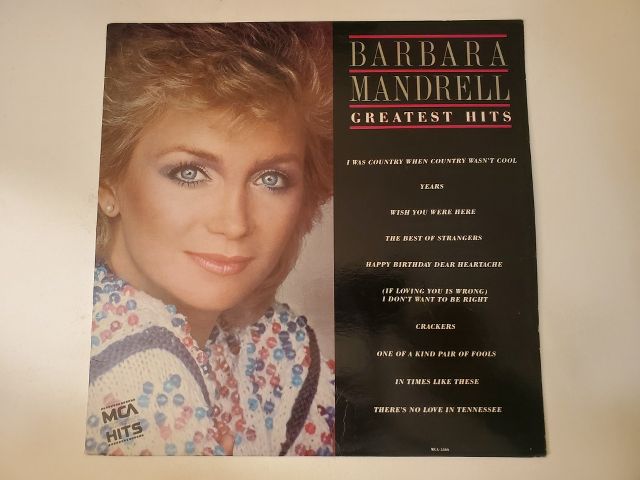 BARBARA
MANDRELL
GREATEST HITS
I WAS COUNTRY WHEN COUNTRY WASN'T COOL
YEARS
WISH YOU WERE HERE
THE BEST OF STRANGERS
HAPPY BIRTHDAY DEAR HEARTACHE
(IF LOVING YOU IS WRONG)
I DON'T WANT TO BE RIGHT
CRACKERS
ONE OF A KIND PAIR OF FOOLS
IN TIMES LIKE THESE
THERE'S NO LOVE IN TENNESSEE
MCA
HITS